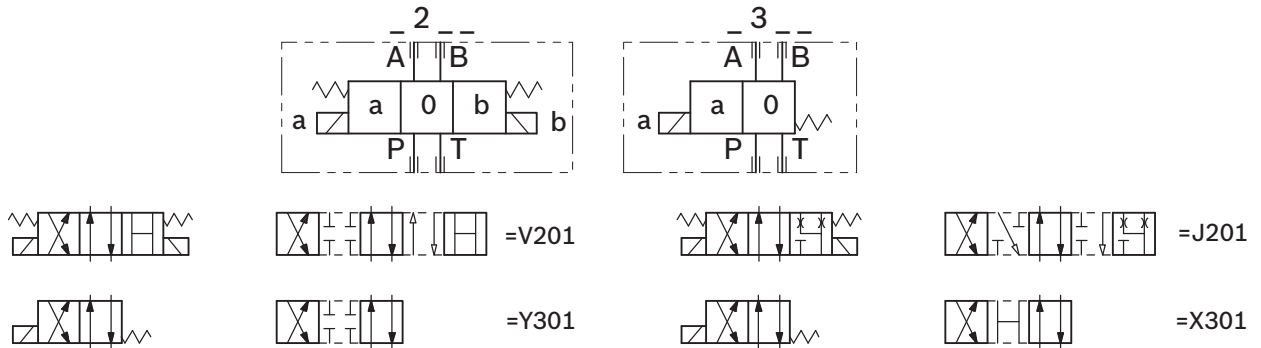 _ 2 _ _
A B
a a 0 b b
P T
_ 3 _ _
A B
a a 0
P T
=V201
=J201
=Y301
=X301